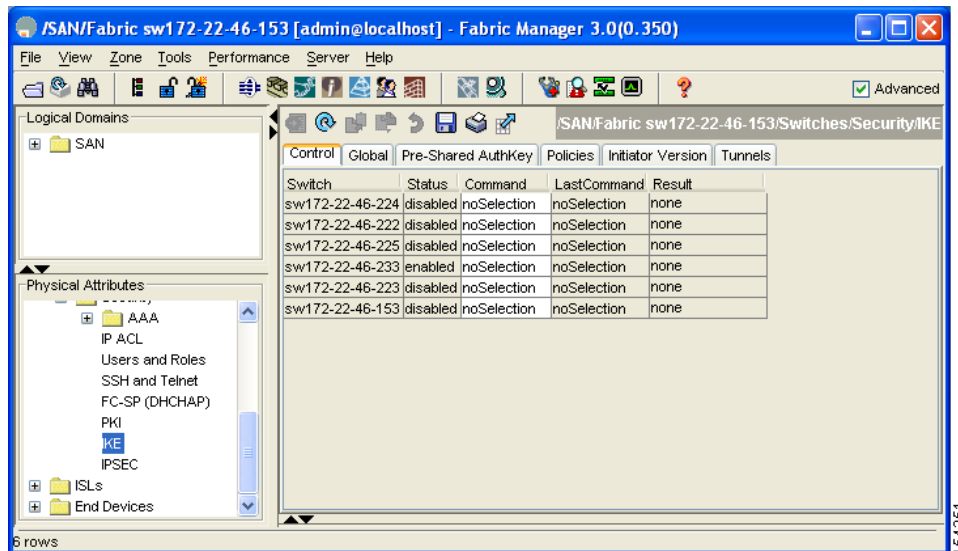 /SAN/Fabric sw172-22-46-153 [admin@localhost] - Fabric Manager 3.0(0.350)
File View Zone Tools Performance Server Help
Advanced
Logical Domains
SAN
/SAN/Fabric sw172-22-46-153/Switches/Security/IKE
Control Global Pre-Shared AuthKey Policies Initiator Version Tunnels
Switch Status Command LastCommand Result
sw172-22-46-224 disabled noSelection noSelection none
sw172-22-46-222 disabled noSelection noSelection none
sw172-22-46-225 disabled noSelection noSelection none
sw172-22-46-233 enabled noSelection noSelection none
sw172-22-46-223 disabled noSelection noSelection none
sw172-22-46-153 disabled noSelection noSelection none
Physical Attributes
AAA
IP ACL
Users and Roles
SSH and Telnet
FC-SP (DHCHAP)
PKI
IKE
IPSEC
ISLs
End Devices
6 rows